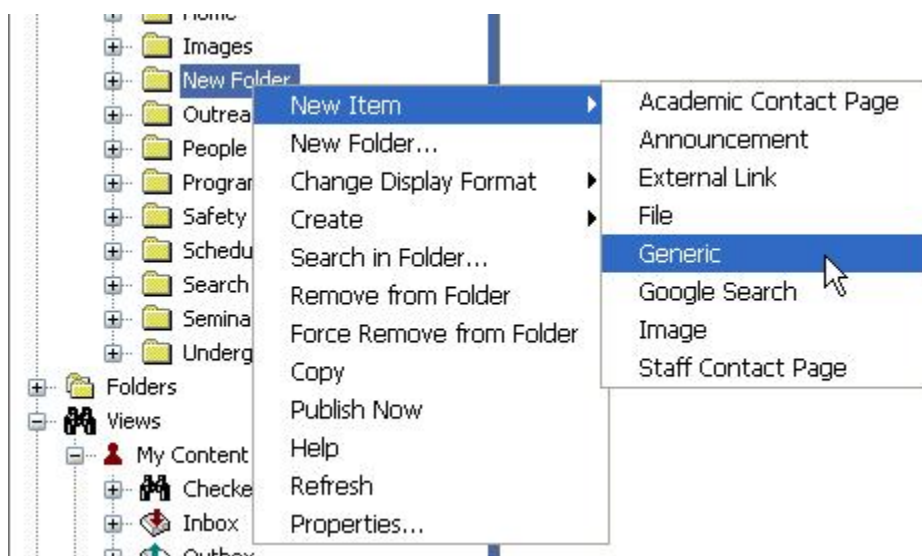 Home
Images
New Folder
Outrea
People
Prograr
Safety
Schedu
Search
Semina
Underg
Folders
Views
My Content
Checke
Inbox
Outbox
New Item
New Folder...
Change Display Format
Create
Search in Folder...
Remove from Folder
Force Remove from Folder
Copy
Publish Now
Help
Refresh
Properties...
Academic Contact Page
Announcement
External Link
File
Generic
Google Search
Image
Staff Contact Page